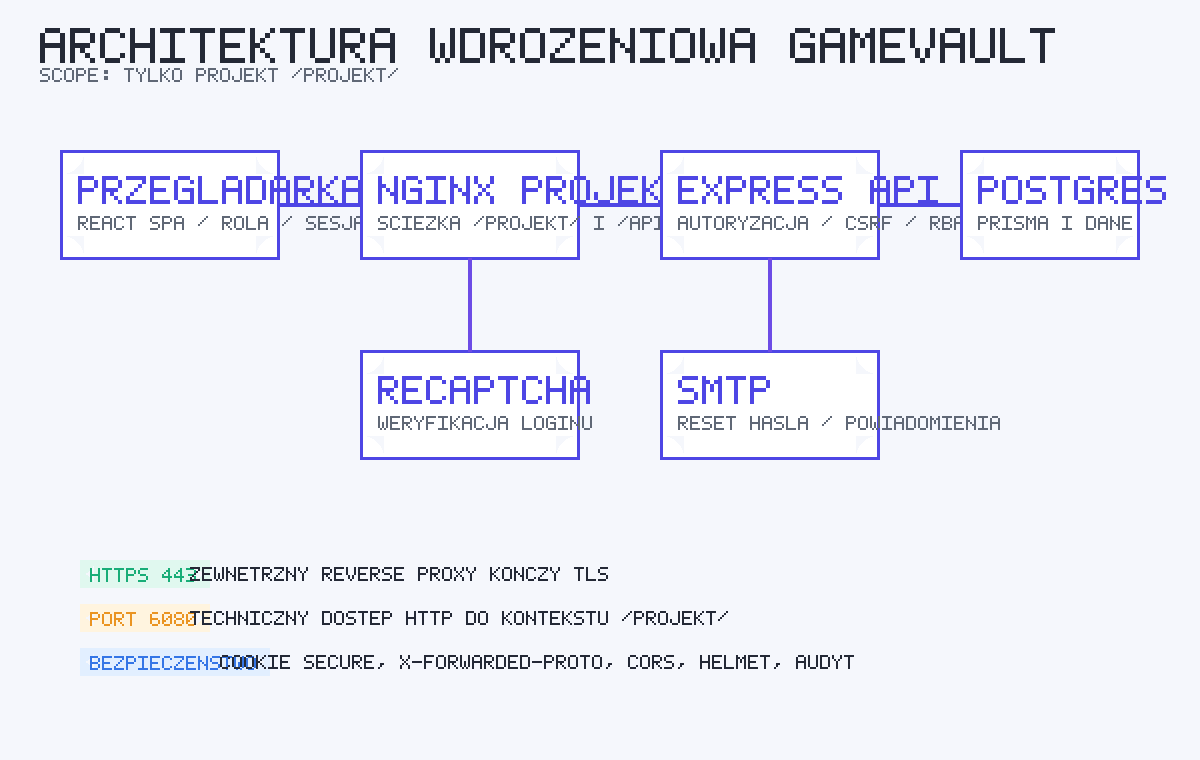 ARCHITEKTURA WDROZENIOWA GAMEVAULT
SCOPE: TYLKO PROJEKT /PROJEKT/
PRZEGLADARKA
REACT SPA / ROLA / SESJA
NGINX PROJEK
SCIEZKA /PROJEKT/ I /API
EXPRESS API
AUTORYZACJA / CSRF / RBA
POSTGRES
PRISMA I DANE
RECAPTCHA
WERYFIKACJA LOGINU
SMTP
RESET HASLA / POWIADOMIENIA
HTTPS 443 ZEWNETRZNY REVERSE PROXY KONCZY TLS
PORT 6080 TECHNICZNY DOSTEP HTTP DO KONTEKSTU /PROJEKT/
BEZPIECZENSTWO COOKIE SECURE, X-FORWARDED-PROTO, CORS, HELMET, AUDYT